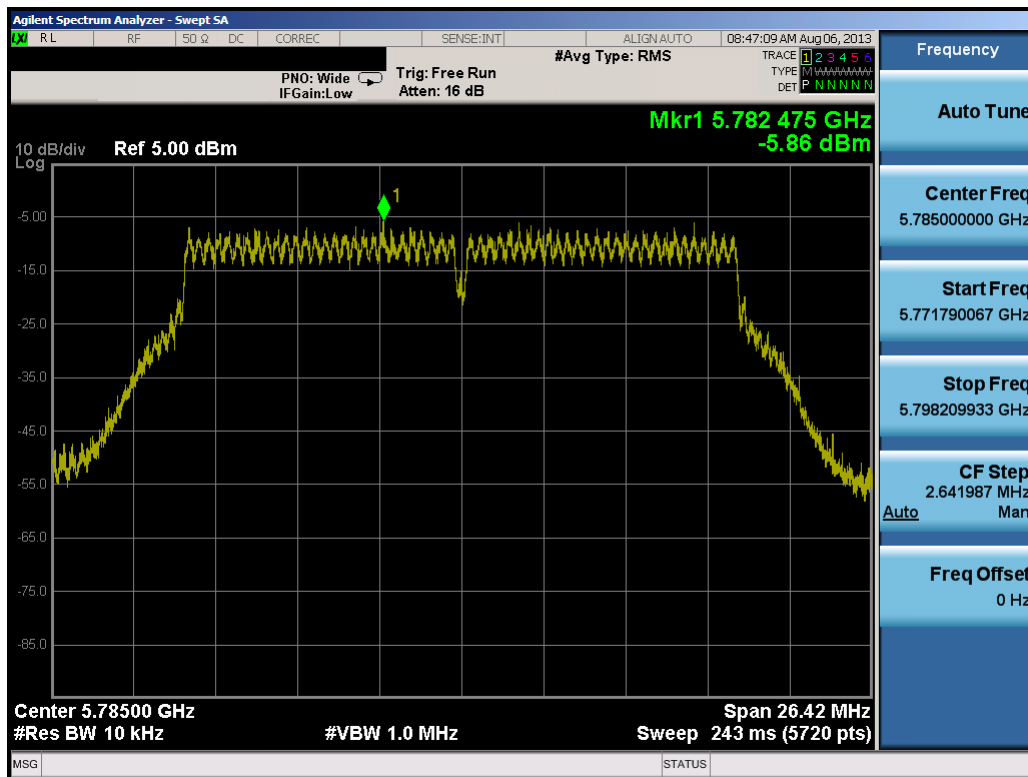 Agilent Spectrum Analyzer - Swept SA
LXI RL RF 50 Ω DC CORREC SENSE:INT ALIGNAUTO 08:47:09 AM Aug 06, 2013
Frequency
#Avg Type: RMS
TRACE 1 2 3 4 5 6
PNO: Wide Trig: Free Run
TYPE M WWWWW
IFGain:Low Atten: 16 dB
DET P N N N N N
Auto Tune
Mkr1 5.782 475 GHz
-5.86 dBm
10 dB/div Ref 5.00 dBm
Log
1
Center Freq
5.785000000 GHz
-5.00
-15.0
Start Freq
5.771790067 GHz
-25.0
-35.0
Stop Freq
5.798209933 GHz
-45.0
-55.0
CF Step
2.641987 MHz
Auto Man
-65.0
Freq Offset
0 Hz
-75.0
-85.0
Center 5.78500 GHz Span 26.42 MHz
#Res BW 10 kHz #VBW 1.0 MHz Sweep 243 ms (5720 pts)
MSG STATUS